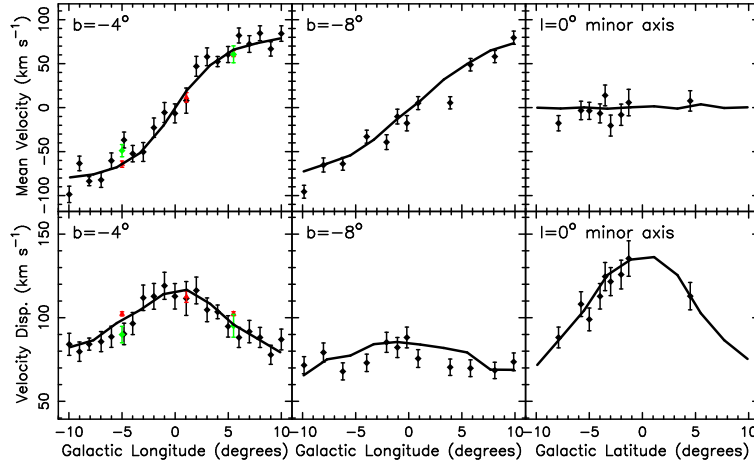 b=−4°
b=−8°
l=0° minor axis
Mean Velocity (km s⁻¹)
100
50
0
−50
−100
b=−4°
b=−8°
l=0° minor axis
Velocity Disp. (km s⁻¹)
150
100
50
−10 −5 0 5 10
−10 −5 0 5 10
−10 −5 0 5 10
Galactic Longitude (degrees)
Galactic Longitude (degrees)
Galactic Latitude (degrees)